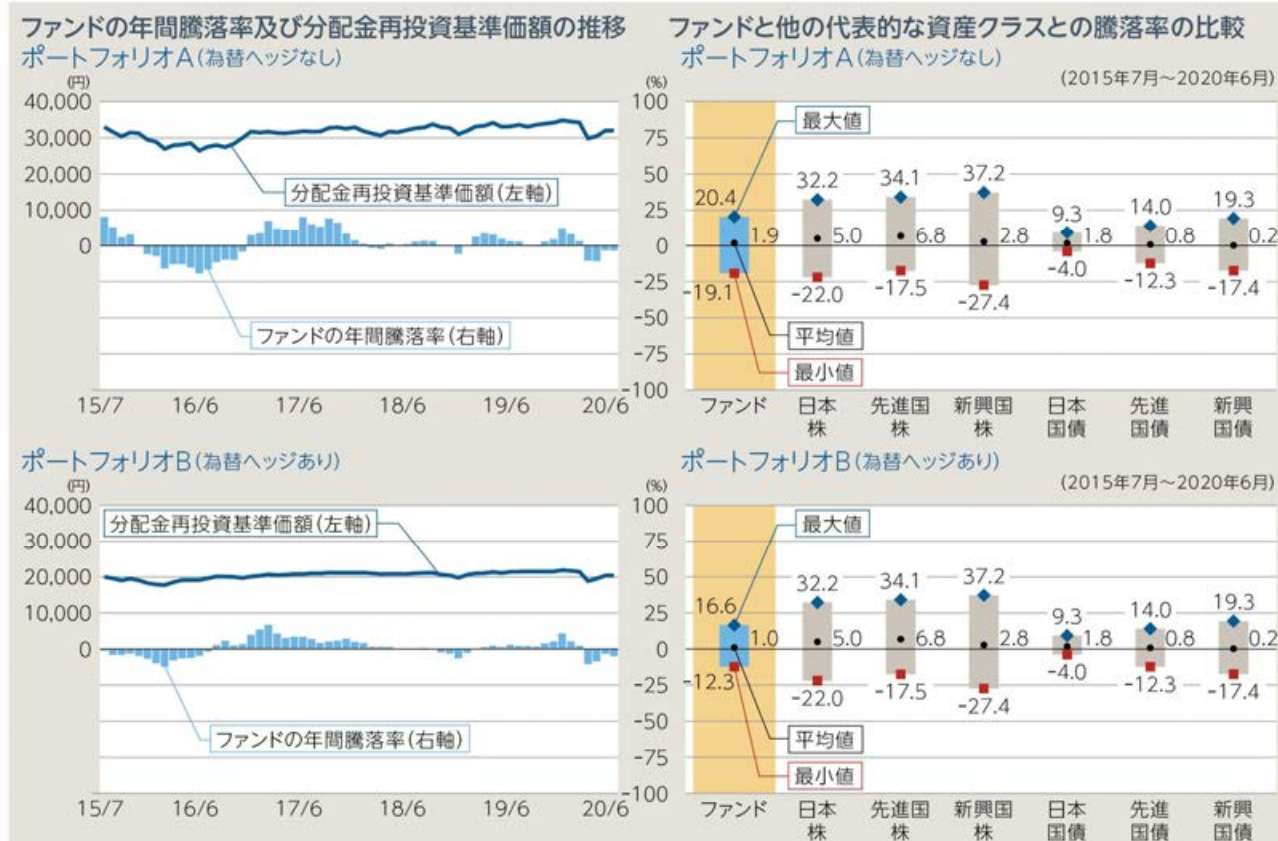 ファンドの年間騰落率及び分配金再投資基準価額の推移
ポートフォリオA(為替ヘッジなし)
(円)
40,000
30,000
20,000
10,000
0
分配金再投資基準価額(左軸)
ファンドの年間騰落率(右軸)
(%)
100
75
50
25
0
-25
-50
-75
-100
15/7 16/6 17/6 18/6 19/6 20/6
ファンドと他の代表的な資産クラスとの騰落率の比較
ポートフォリオA(為替ヘッジなし)
(2015年7月〜2020年6月)
最大値
20.4 32.2 34.1 37.2 9.3 14.0 19.3
1.9 5.0 6.8 2.8 1.8 0.8 0.2
-19.1 -22.0 -17.5 -27.4 -4.0 -12.3 -17.4
平均値
最小値
ファンド 日本 先進国 新興国 日本 先進 新興
株 株 株 国債 国債 国債
ポートフォリオB(為替ヘッジあり)
(円)
40,000
30,000
20,000
10,000
0
分配金再投資基準価額(左軸)
ファンドの年間騰落率(右軸)
(%)
100
75
50
25
0
-25
-50
-75
-100
15/7 16/6 17/6 18/6 19/6 20/6
ポートフォリオB(為替ヘッジあり)
(2015年7月〜2020年6月)
最大値
16.6 32.2 34.1 37.2 9.3 14.0 19.3
1.0 5.0 6.8 2.8 1.8 0.8 0.2
-12.3 -22.0 -17.5 -27.4 -4.0 -12.3 -17.4
平均値
最小値
ファンド 日本 先進国 新興国 日本 先進 新興
株 株 株 国債 国債 国債